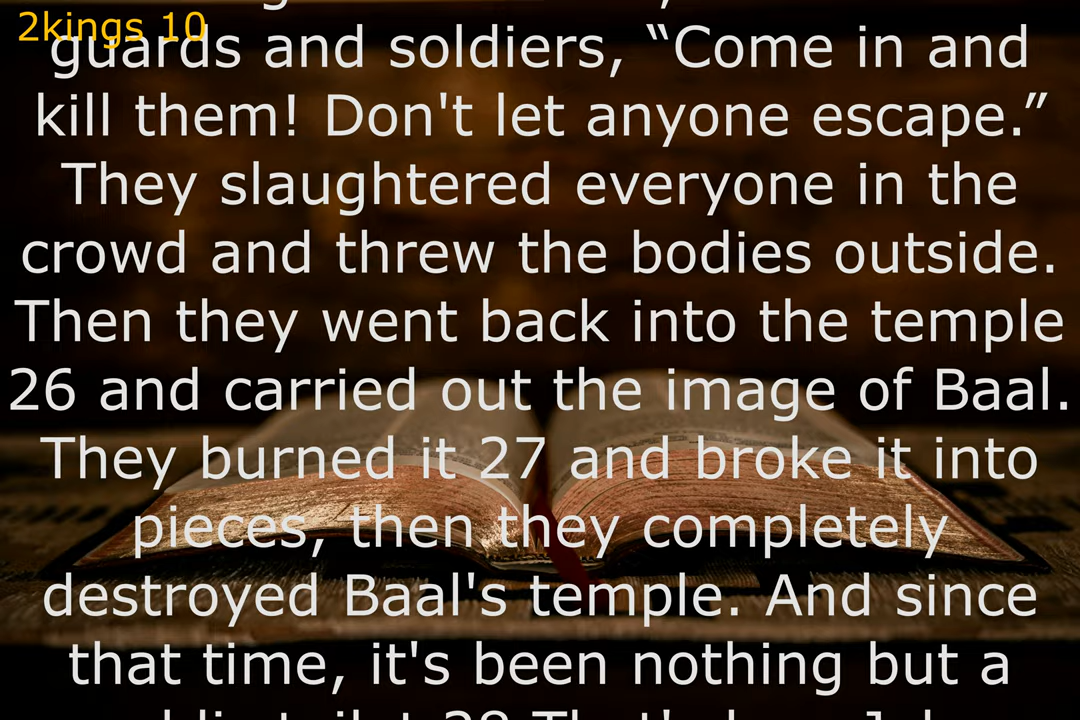 2kings 10
guards and soldiers, “Come in and
kill them! Don't let anyone escape.”
They slaughtered everyone in the
crowd and threw the bodies outside.
Then they went back into the temple
26 and carried out the image of Baal.
They burned it 27 and broke it into
pieces, then they completely
destroyed Baal's temple. And since
that time, it's been nothing but a